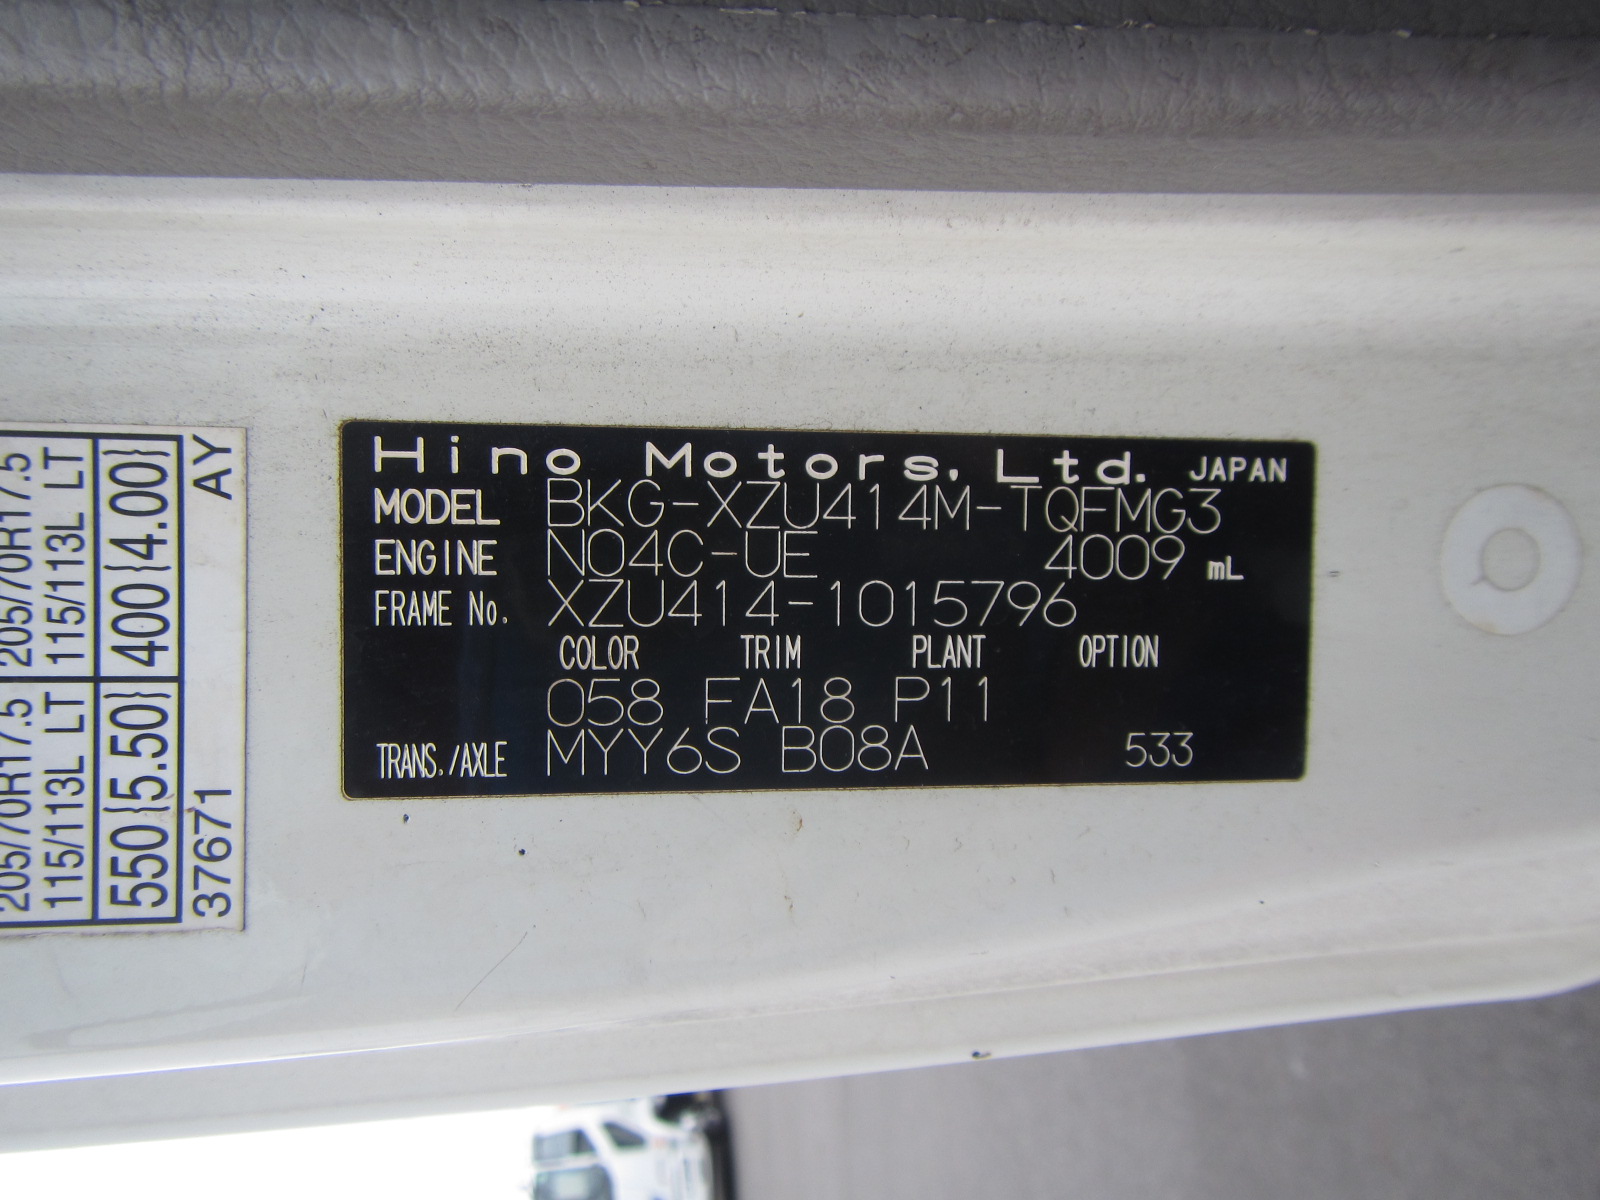 Hino Motors, Ltd. JAPAN
MODEL BKG-XZU414M-TQFMG3
ENGINE N04C-UE 4009 mL
FRAME No. XZU414-1015796
COLOR TRIM PLANT OPTION
058 FA18 P11
TRANS./AXLE MYY6S B08A 533
205/70R17.5 205/70R17.5
115/113L LT 115/113L LT
550{5.50} 400{4.00}
37671 AY